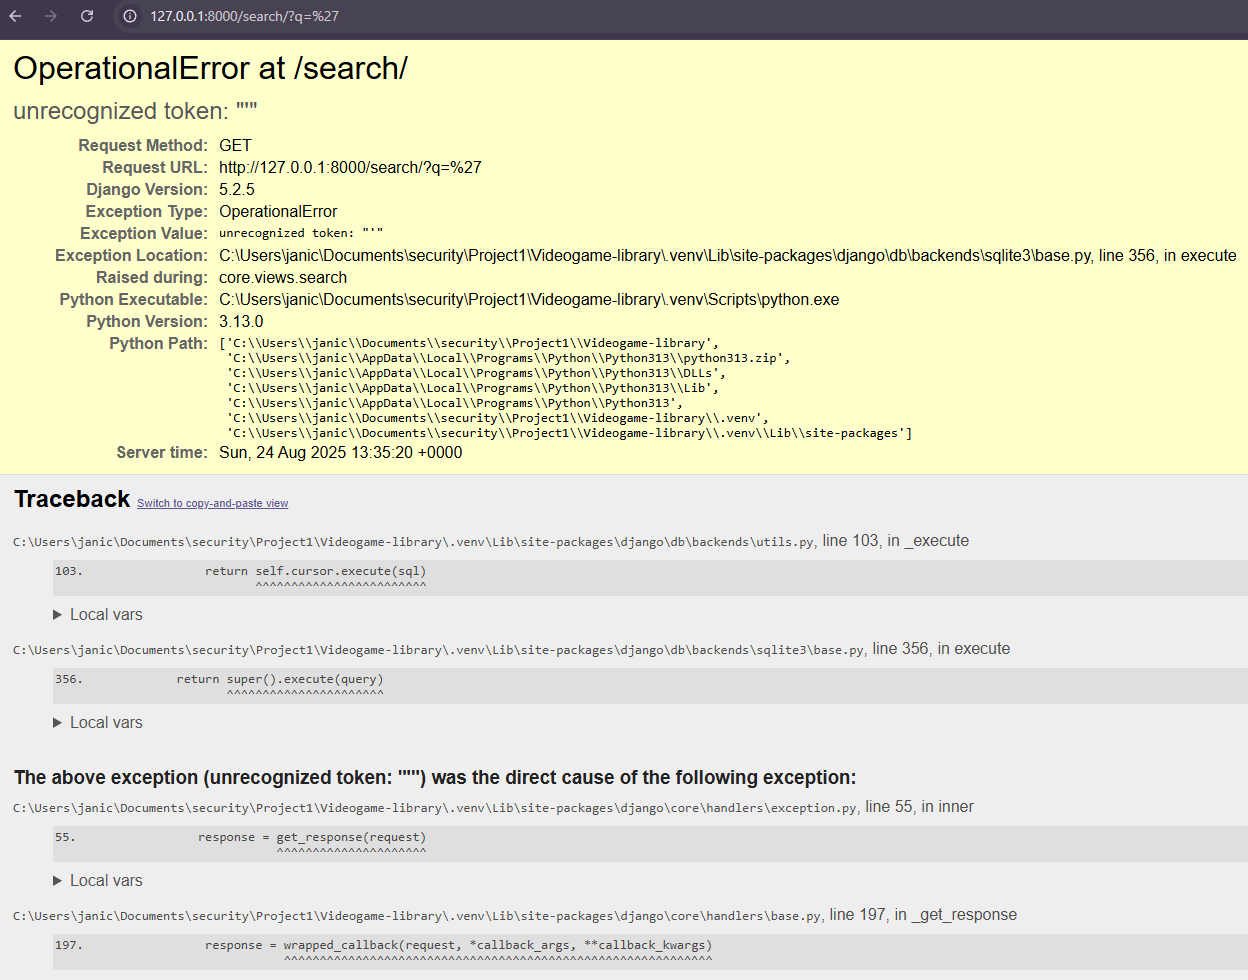 127.0.0.1:8000/search/?q=%27
OperationalError at /search/
unrecognized token: "'"
Request Method: GET
Request URL: http://127.0.0.1:8000/search/?q=%27
Django Version: 5.2.5
Exception Type: OperationalError
Exception Value: unrecognized token: "'"
Exception Location: C:\Users\janic\Documents\security\Project1\Videogame-library\.venv\Lib\site-packages\django\db\backends\sqlite3\base.py, line 356, in execute
Raised during: core.views.search
Python Executable: C:\Users\janic\Documents\security\Project1\Videogame-library\.venv\Scripts\python.exe
Python Version: 3.13.0
Python Path: ['C:\\Users\\janic\\Documents\\security\\Project1\\Videogame-library',
'C:\\Users\\janic\\AppData\\Local\\Programs\\Python\\Python313\\python313.zip',
'C:\\Users\\janic\\AppData\\Local\\Programs\\Python\\Python313\\DLLs',
'C:\\Users\\janic\\AppData\\Local\\Programs\\Python\\Python313\\Lib',
'C:\\Users\\janic\\AppData\\Local\\Programs\\Python\\Python313',
'C:\\Users\\janic\\Documents\\security\\Project1\\Videogame-library\\.venv',
'C:\\Users\\janic\\Documents\\security\\Project1\\Videogame-library\\.venv\\Lib\\site-packages']
Server time: Sun, 24 Aug 2025 13:35:20 +0000
Traceback Switch to copy-and-paste view
C:\Users\janic\Documents\security\Project1\Videogame-library\.venv\Lib\site-packages\django\db\backends\utils.py, line 103, in _execute
103. return self.cursor.execute(sql)
^^^^^^^^^^^^^^^^^^^^^^^^
▶ Local vars
C:\Users\janic\Documents\security\Project1\Videogame-library\.venv\Lib\site-packages\django\db\backends\sqlite3\base.py, line 356, in execute
356. return super().execute(query)
^^^^^^^^^^^^^^^^^^^^^^
▶ Local vars
The above exception (unrecognized token: "'") was the direct cause of the following exception:
C:\Users\janic\Documents\security\Project1\Videogame-library\.venv\Lib\site-packages\django\core\handlers\exception.py, line 55, in inner
55. response = get_response(request)
^^^^^^^^^^^^^^^^^^^^^
▶ Local vars
C:\Users\janic\Documents\security\Project1\Videogame-library\.venv\Lib\site-packages\django\core\handlers\base.py, line 197, in _get_response
197. response = wrapped_callback(request, *callback_args, **callback_kwargs)
^^^^^^^^^^^^^^^^^^^^^^^^^^^^^^^^^^^^^^^^^^^^^^^^^^^^^^^^^^^^